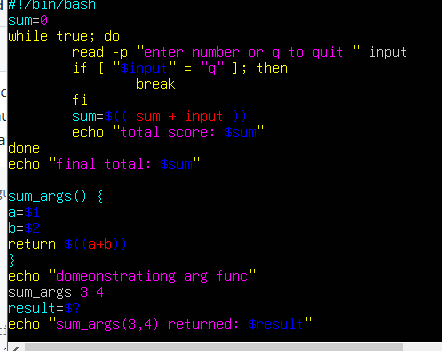 #!/bin/bash
sum=0
while true; do
        read -p "enter number or q to quit " input
        if [ "$input" = "q" ]; then
                break
        fi
        sum=$(( sum + input ))
        echo "total score: $sum"
done
echo "final total: $sum"

sum_args() {
a=$1
b=$2
return $((a+b))
}
echo "domeonstrationg arg func"
sum_args 3 4
result=$?
echo "sum_args(3,4) returned: $result"